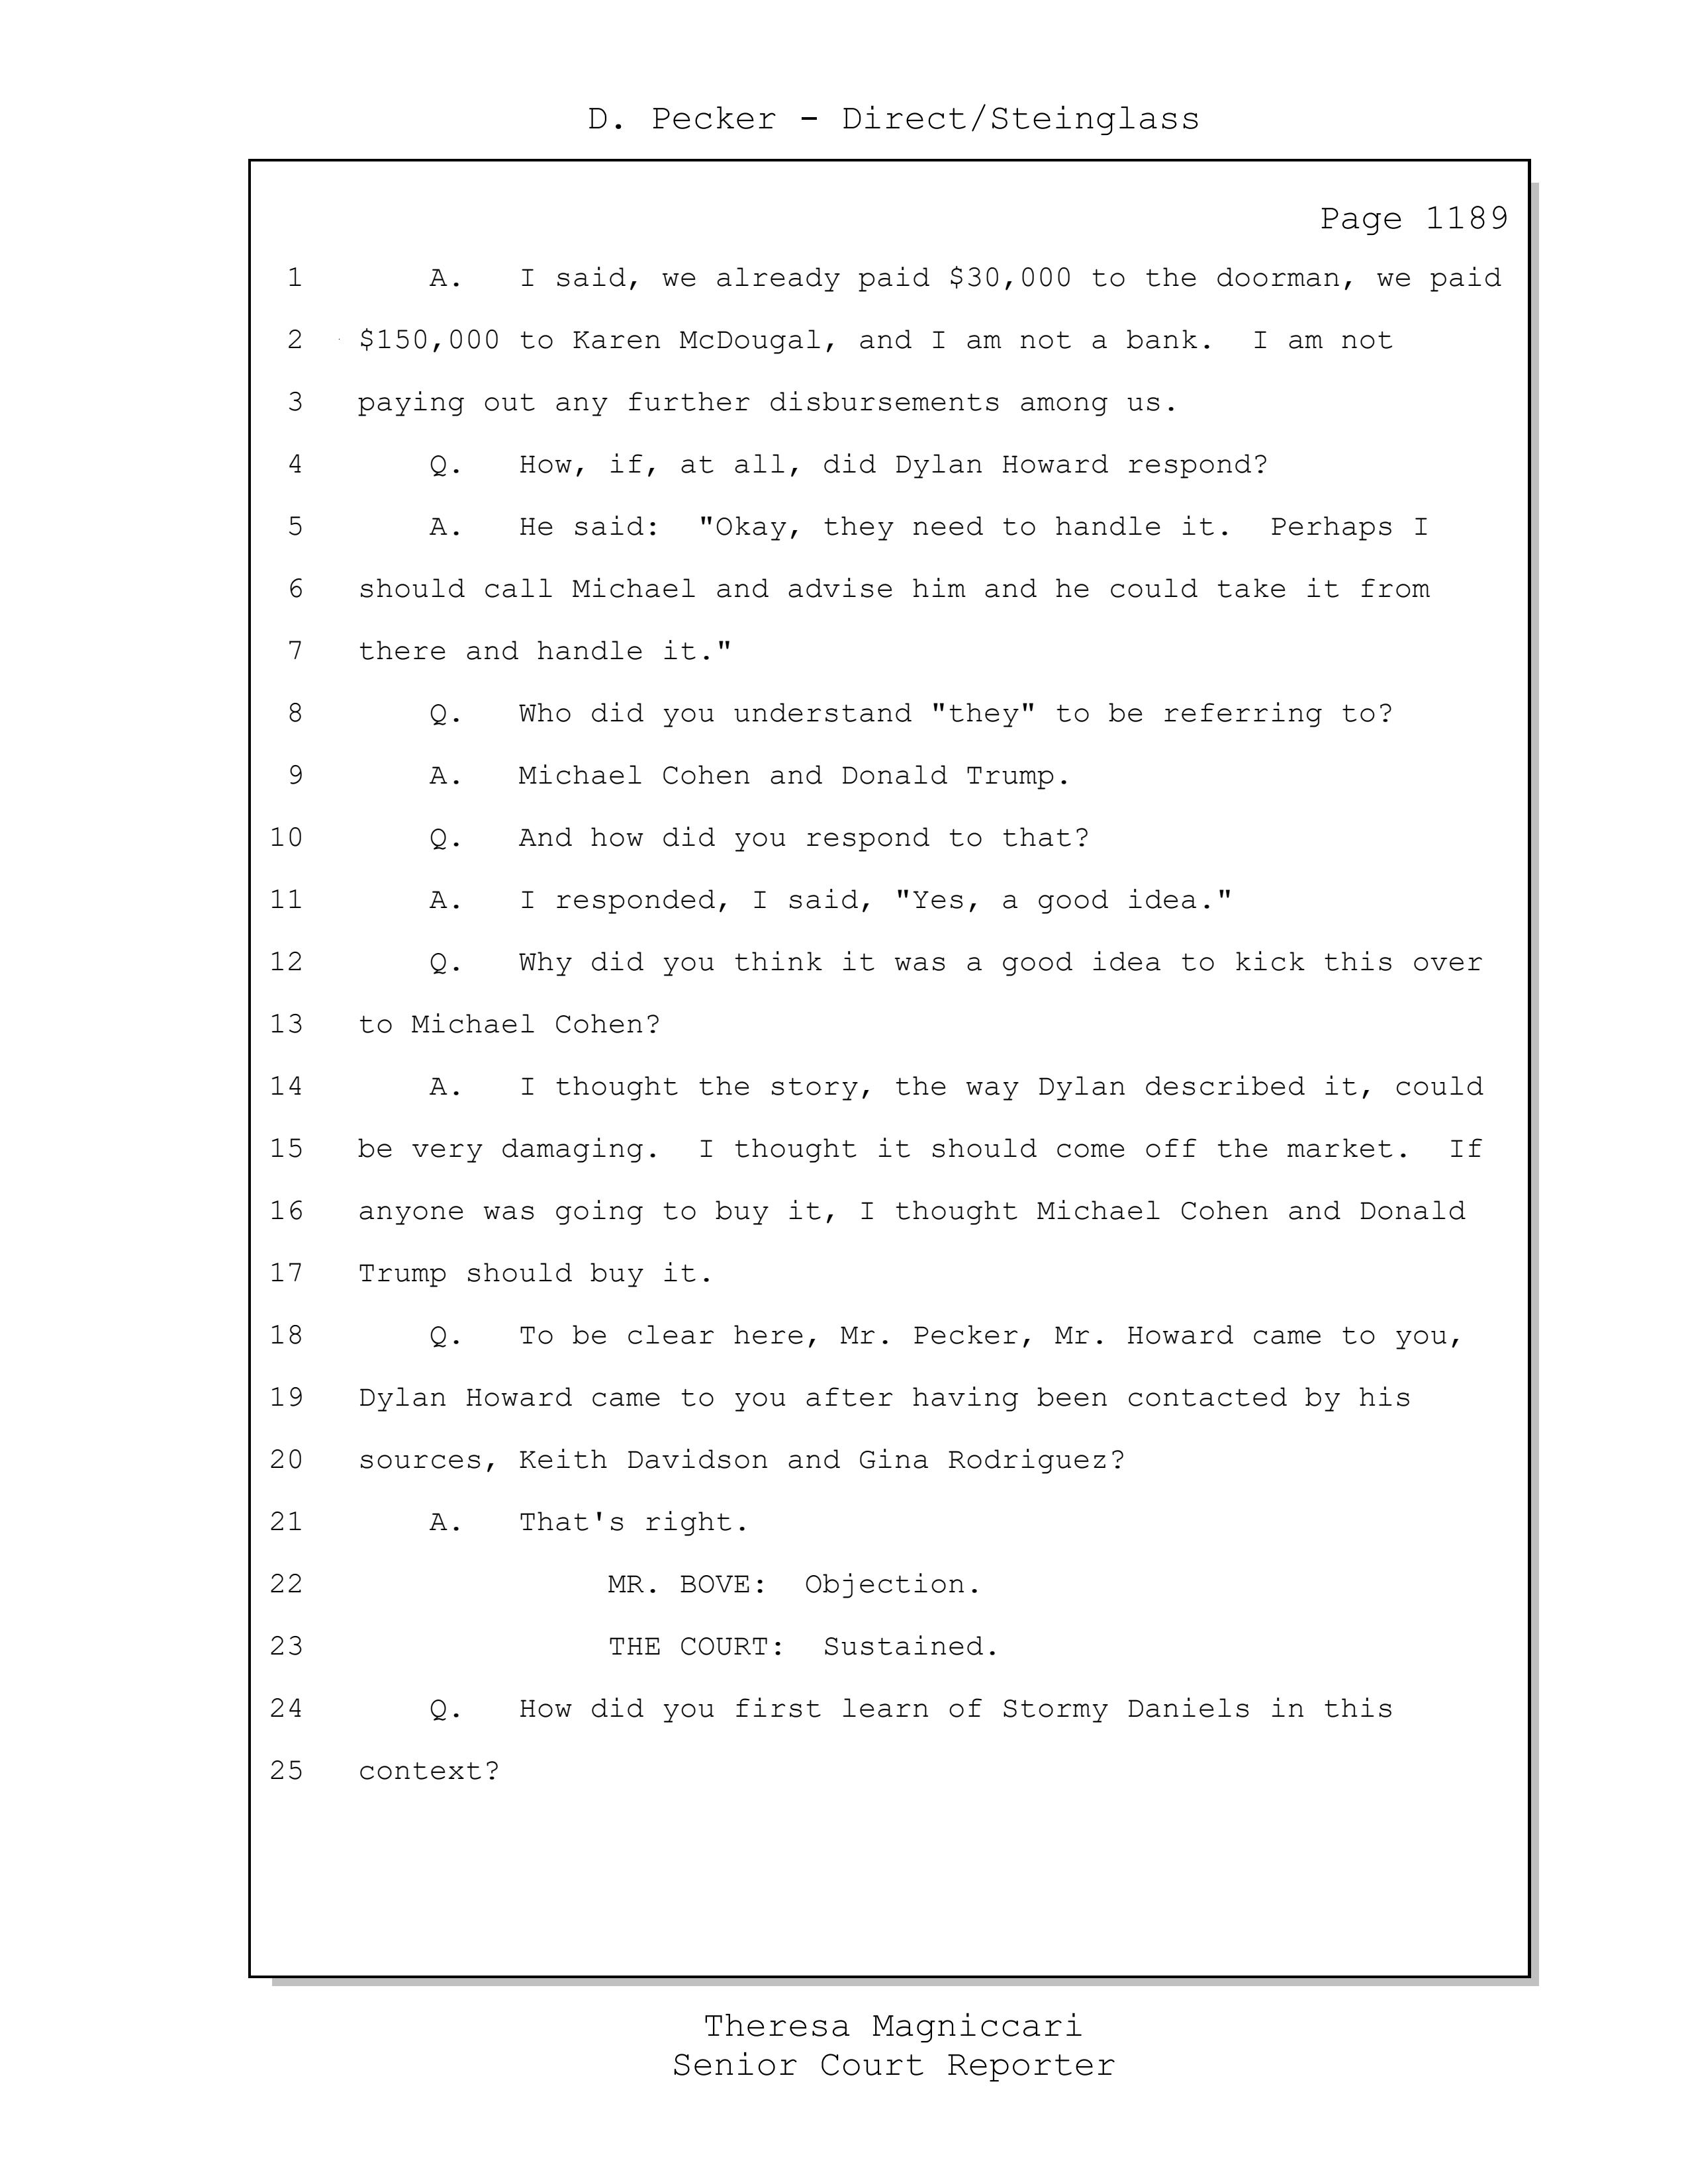 D. Pecker - Direct/Steinglass
Page 1189
1 A. I said, we already paid $30,000 to the doorman, we paid
2 $150,000 to Karen McDougal, and I am not a bank. I am not
3 paying out any further disbursements among us.
4 Q. How, if, at all, did Dylan Howard respond?
5 A. He said: "Okay, they need to handle it. Perhaps I
6 should call Michael and advise him and he could take it from
7 there and handle it."
8 Q. Who did you understand "they" to be referring to?
9 A. Michael Cohen and Donald Trump.
10 Q. And how did you respond to that?
11 A. I responded, I said, "Yes, a good idea."
12 Q. Why did you think it was a good idea to kick this over
13 to Michael Cohen?
14 A. I thought the story, the way Dylan described it, could
15 be very damaging. I thought it should come off the market. If
16 anyone was going to buy it, I thought Michael Cohen and Donald
17 Trump should buy it.
18 Q. To be clear here, Mr. Pecker, Mr. Howard came to you,
19 Dylan Howard came to you after having been contacted by his
20 sources, Keith Davidson and Gina Rodriguez?
21 A. That's right.
22 MR. BOVE: Objection.
23 THE COURT: Sustained.
24 Q. How did you first learn of Stormy Daniels in this
25 context?
Theresa Magniccari
Senior Court Reporter